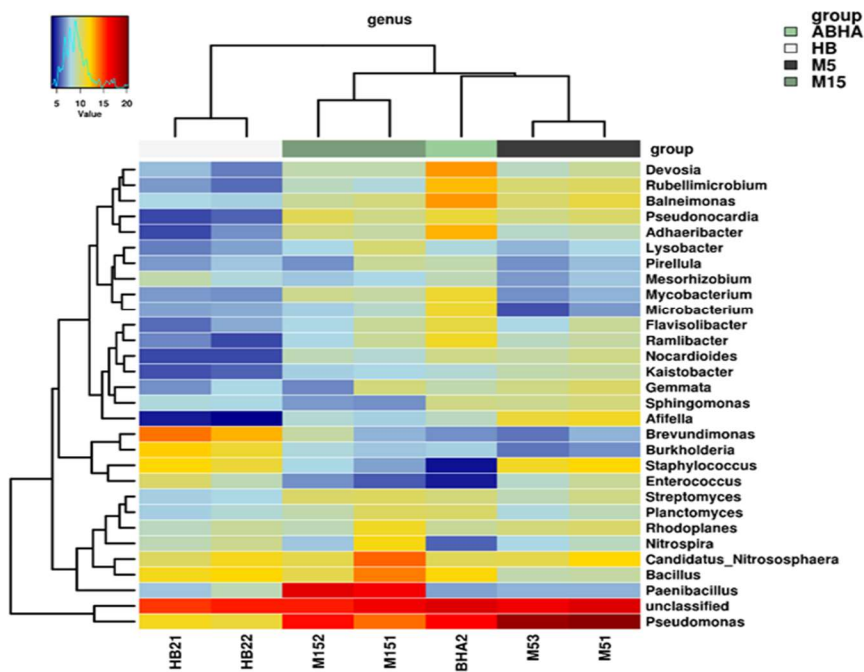 genus
group
ABHA
HB
M5
M15
5 10 15 20
Value
group
Devosia
Rubellimicrobium
Balneimonas
Pseudonocardia
Adhaeribacter
Lysobacter
Pirellula
Mesorhizobium
Mycobacterium
Microbacterium
Flavisolibacter
Ramlibacter
Nocardioides
Kaistobacter
Gemmata
Sphingomonas
Afifella
Brevundimonas
Burkholderia
Staphylococcus
Enterococcus
Streptomyces
Planctomyces
Rhodoplanes
Nitrospira
Candidatus_Nitrososphaera
Bacillus
Paenibacillus
unclassified
Pseudomonas
HB21 HB22 M152 M151 BHA2 M53 M51